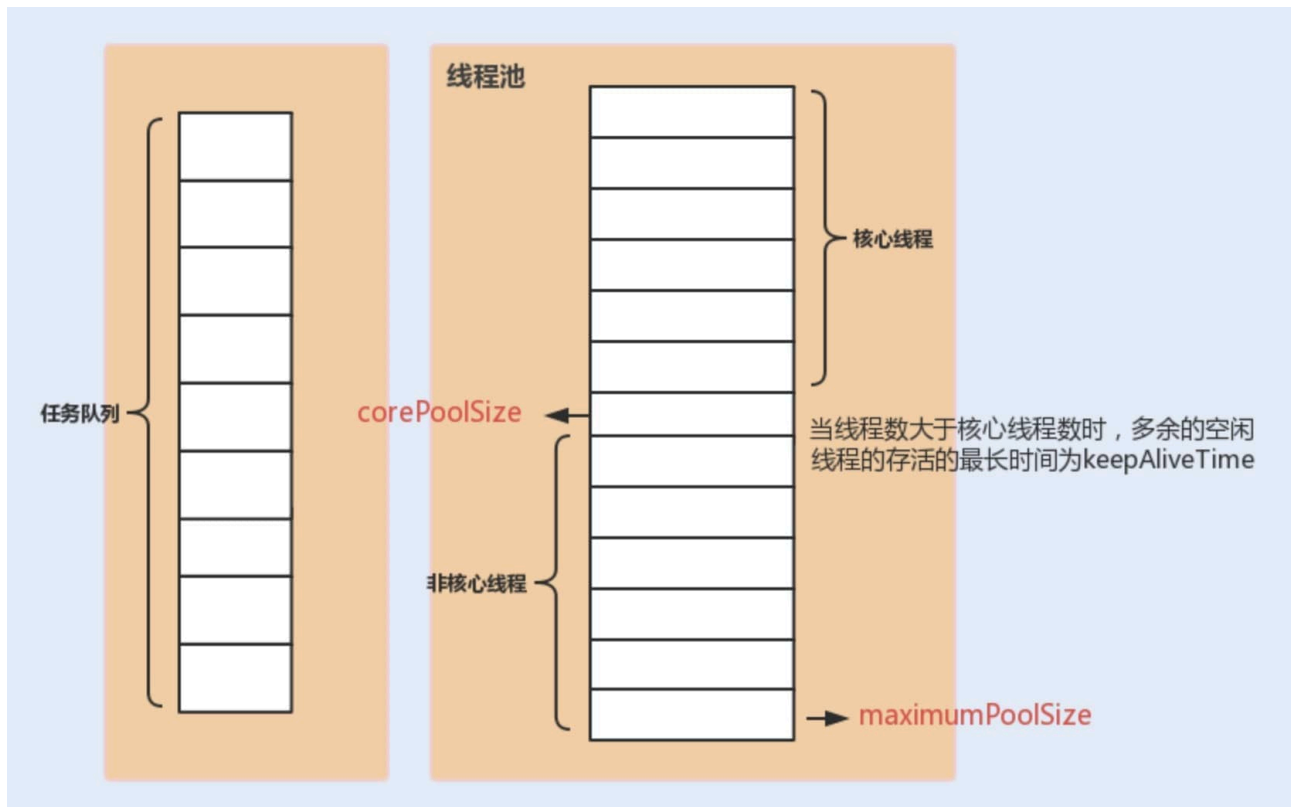 线程池
核心线程
任务队列
corePoolSize
当线程数大于核心线程数时，多余的空闲
线程的存活的最长时间为keepAliveTime
非核心线程
maximumPoolSize